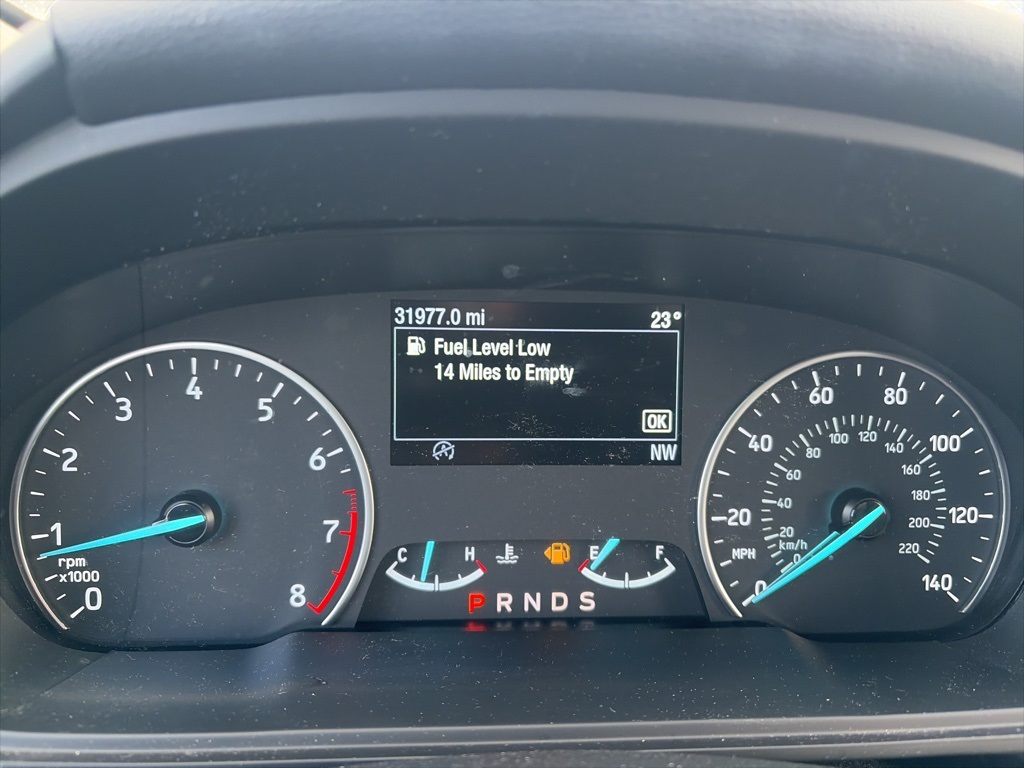 31977.0 mi 23°
Fuel Level Low
14 Miles to Empty
OK
A
NW
0 1 2 3 4 5 6 7 8
rpm
x1000
C H
E F
P R N D S
0 20 40 60 80 100 120 140
MPH
0 20 40 60 80 100 120 140 160 180 200 220
km/h